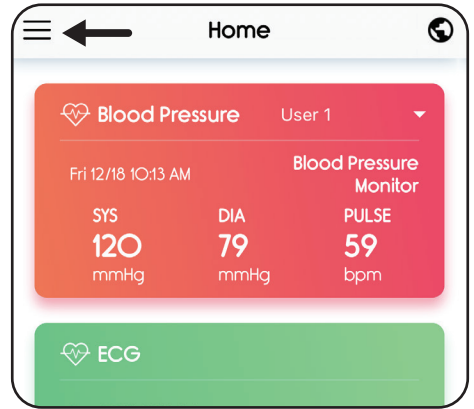 Home
Blood Pressure User 1
Fri 12/18 10:13 AM
Blood Pressure
Monitor
SYS DIA PULSE
120 79 59
mmHg mmHg bpm
ECG